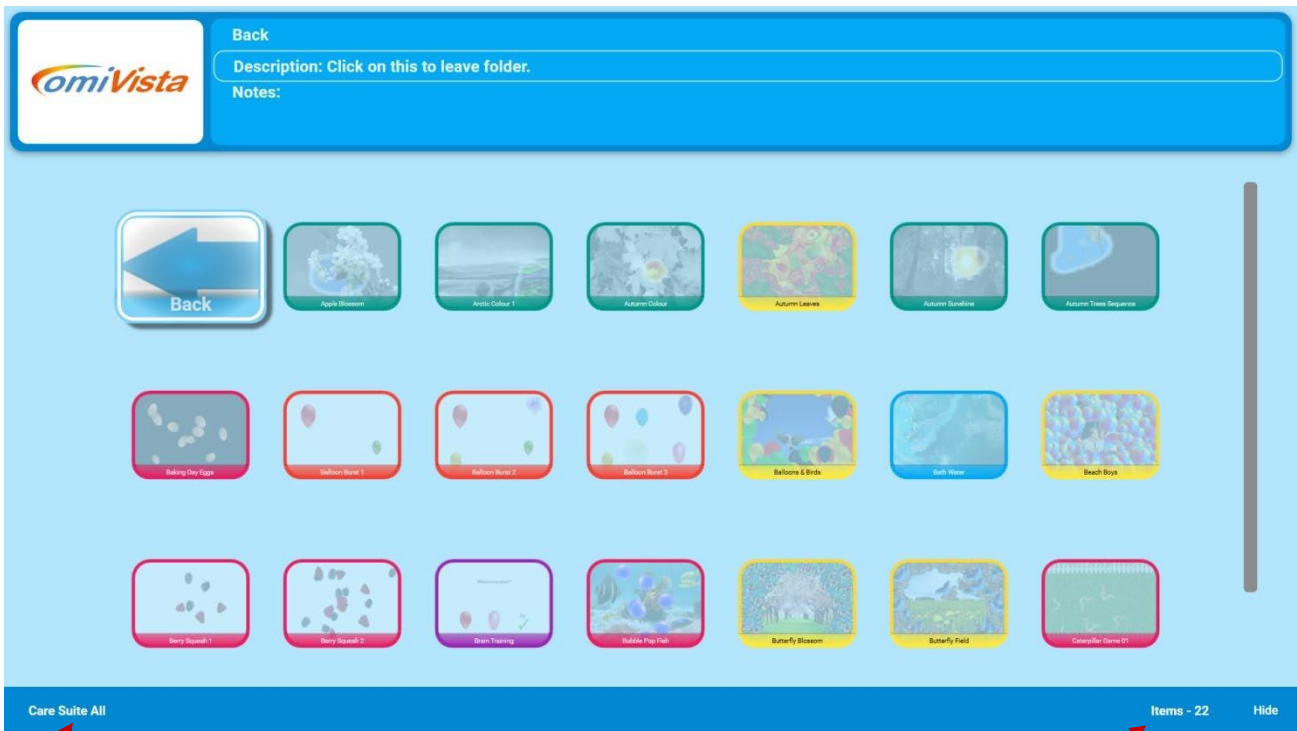 OmiVista
Back
Description: Click on this to leave folder.
Notes:
Back
Apple Blossom
Arctic Colour 1
Autumn Colour
Autumn Leaves
Autumn Sunshine
Autumn Trees Sequence
Baking Day Eggs
Balloon Burst 1
Balloon Burst 2
Balloon Burst 3
Balloons & Birds
Bath Water
Beach Boys
Berry Squash 1
Berry Squash 2
Brain Training
Bubble Pop Fish
Butterfly Blossom
Butterfly Field
Caterpillar Game 01
Care Suite All
Items - 22
Hide